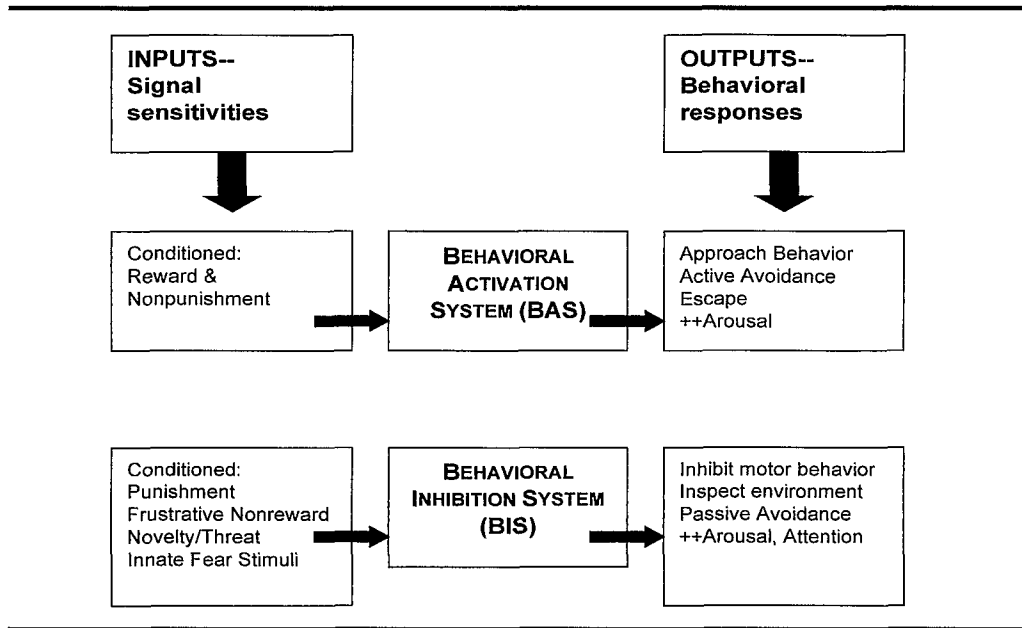 INPUTS--
Signal
sensitivities
OUTPUTS--
Behavioral
responses
Conditioned:
Reward &
Nonpunishment
BEHAVIORAL
ACTIVATION
SYSTEM (BAS)
Approach Behavior
Active Avoidance
Escape
++Arousal
Conditioned:
Punishment
Frustrative Nonreward
Novelty/Threat
Innate Fear Stimuli
BEHAVIORAL
INHIBITION SYSTEM
(BIS)
Inhibit motor behavior
Inspect environment
Passive Avoidance
++Arousal, Attention